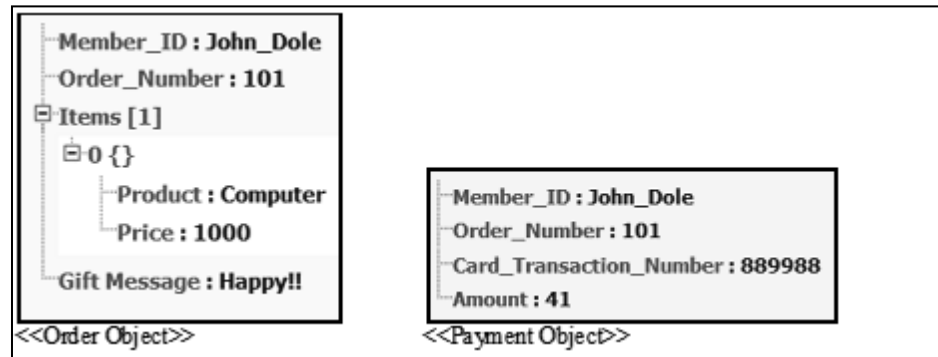 Member_ID : John_Dole
Order_Number : 101
Items [1]
0 {}
Product : Computer
Price : 1000
Gift Message : Happy!!
<<Order Object>>
Member_ID : John_Dole
Order_Number : 101
Card_Transaction_Number : 889988
Amount : 41
<<Payment Object>>